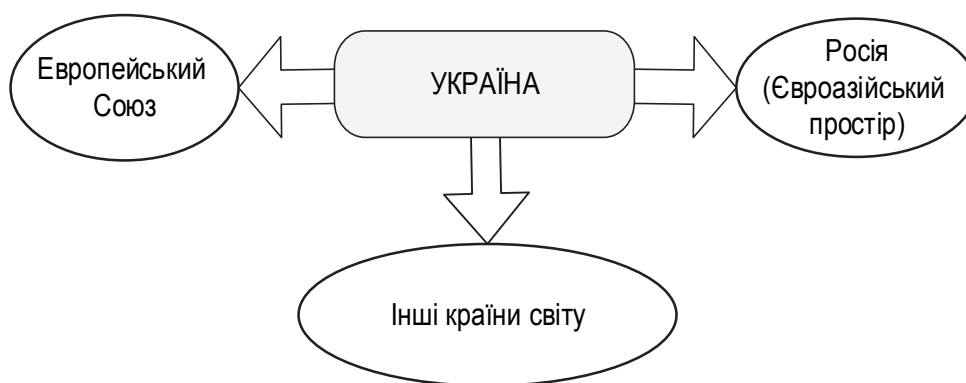 Европейський
Союз
УКРАЇНА
Росія
(Євроазійський
простір)
Інші країни світу